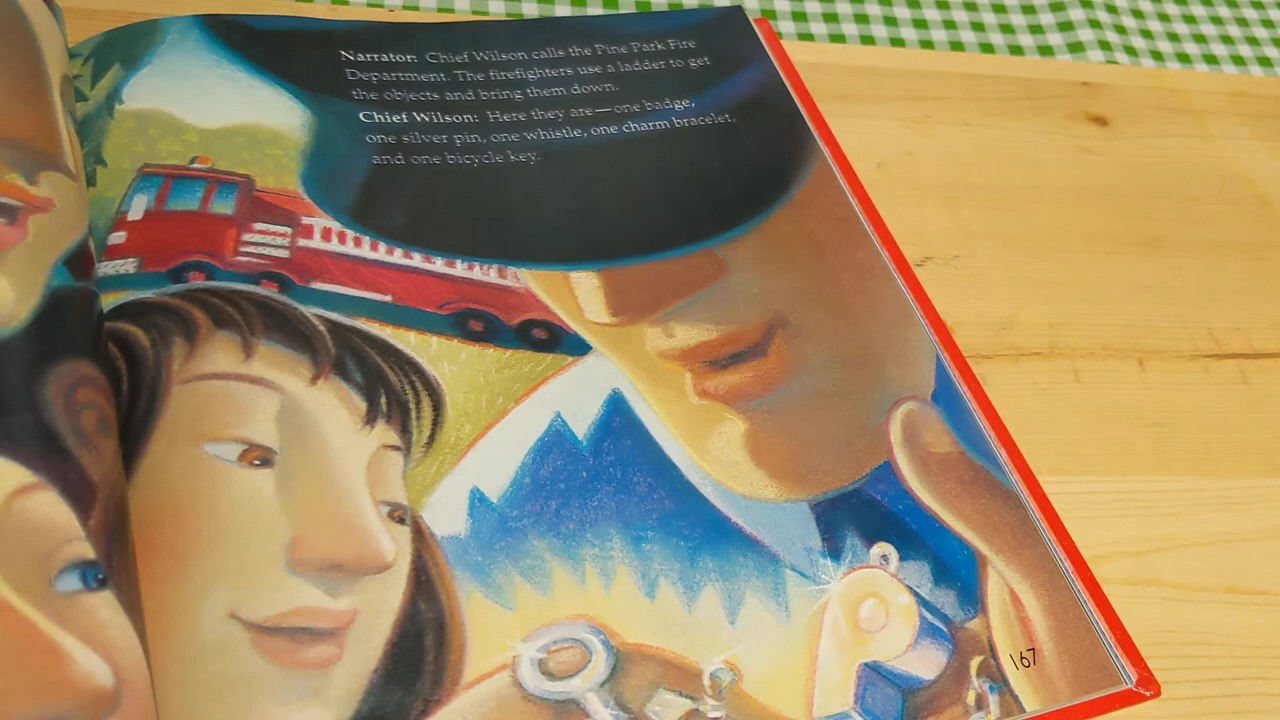 Narrator: Chief Wilson calls the Pine Park Fire
Department. The firefighters use a ladder to get
the objects and bring them down.
Chief Wilson: Here they are—one badge,
one silver pin, one whistle, one charm bracelet,
and one bicycle key.
167